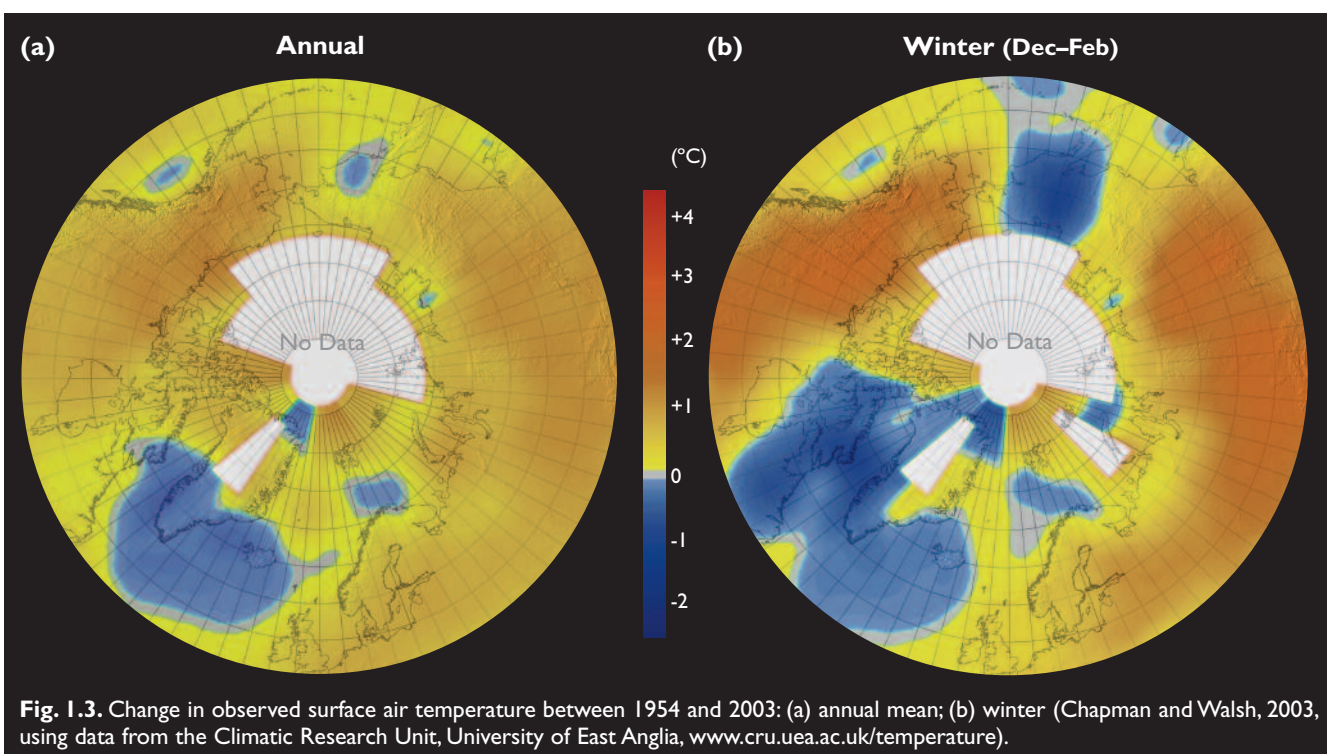 (a) Annual
(b) Winter (Dec–Feb)
(ºC)
+4
+3
+2
+1
0
-1
-2
No Data
No Data
Fig. 1.3. Change in observed surface air temperature between 1954 and 2003: (a) annual mean; (b) winter (Chapman and Walsh, 2003,
using data from the Climatic Research Unit, University of East Anglia, www.cru.uea.ac.uk/temperature).